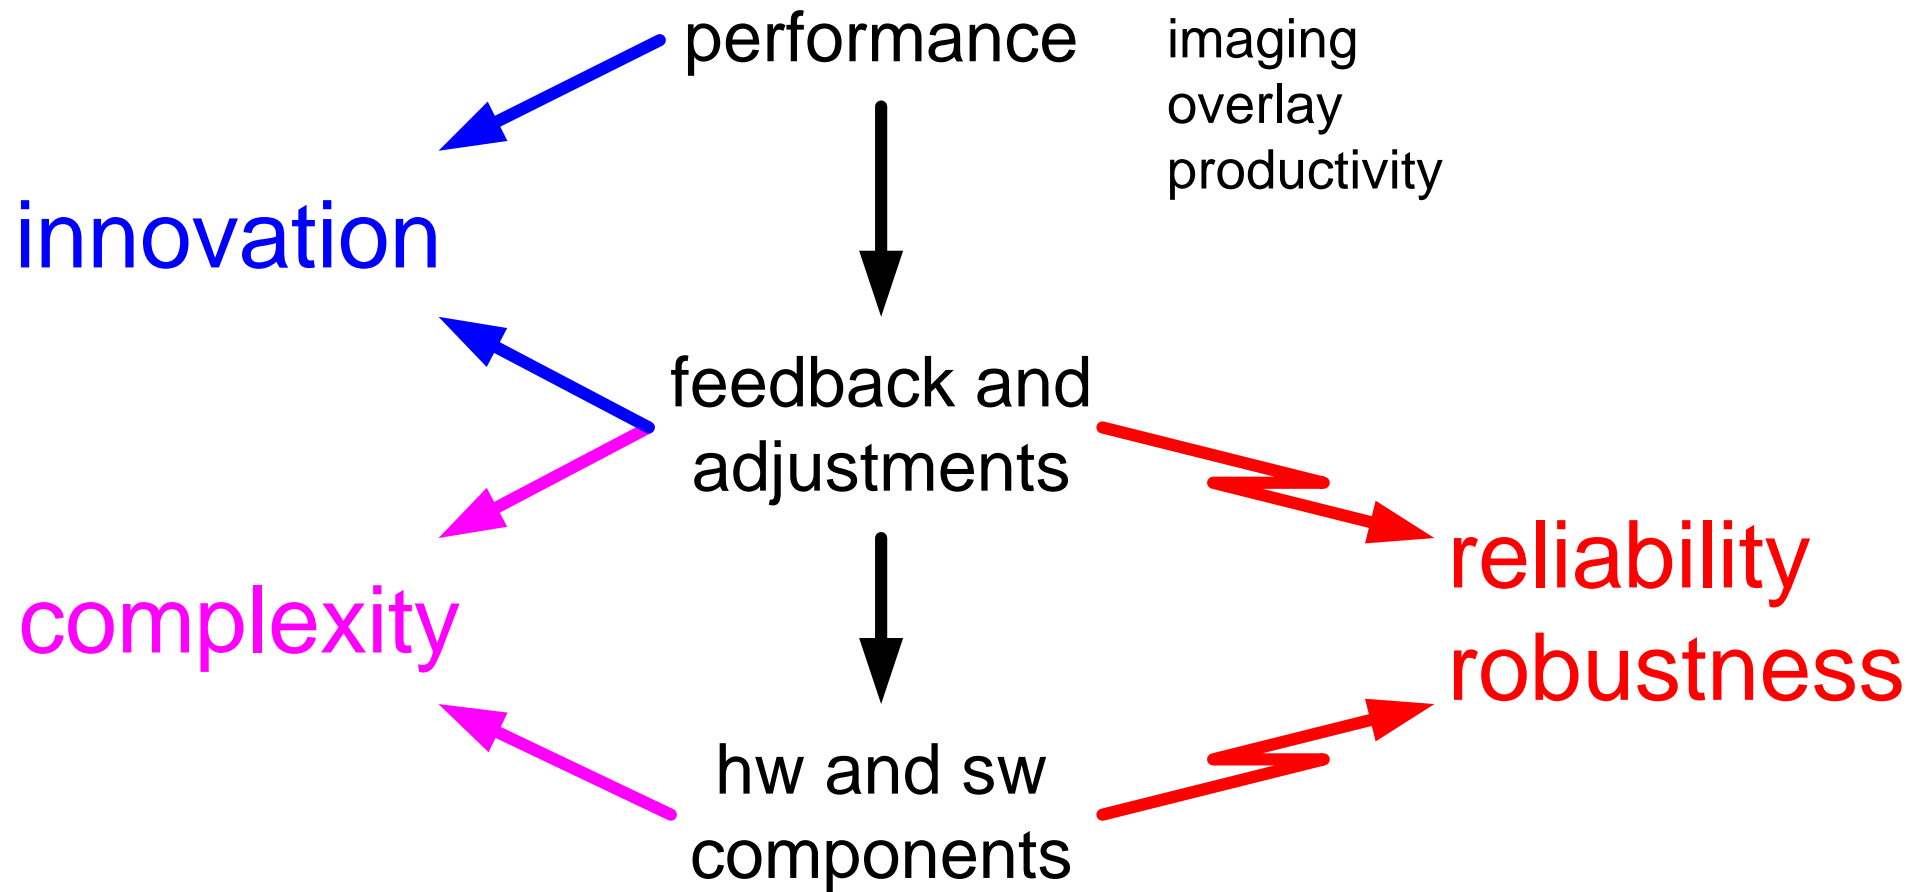 performance
imaging
overlay
productivity
innovation
feedback and
adjustments
complexity
reliability
robustness
hw and sw
components